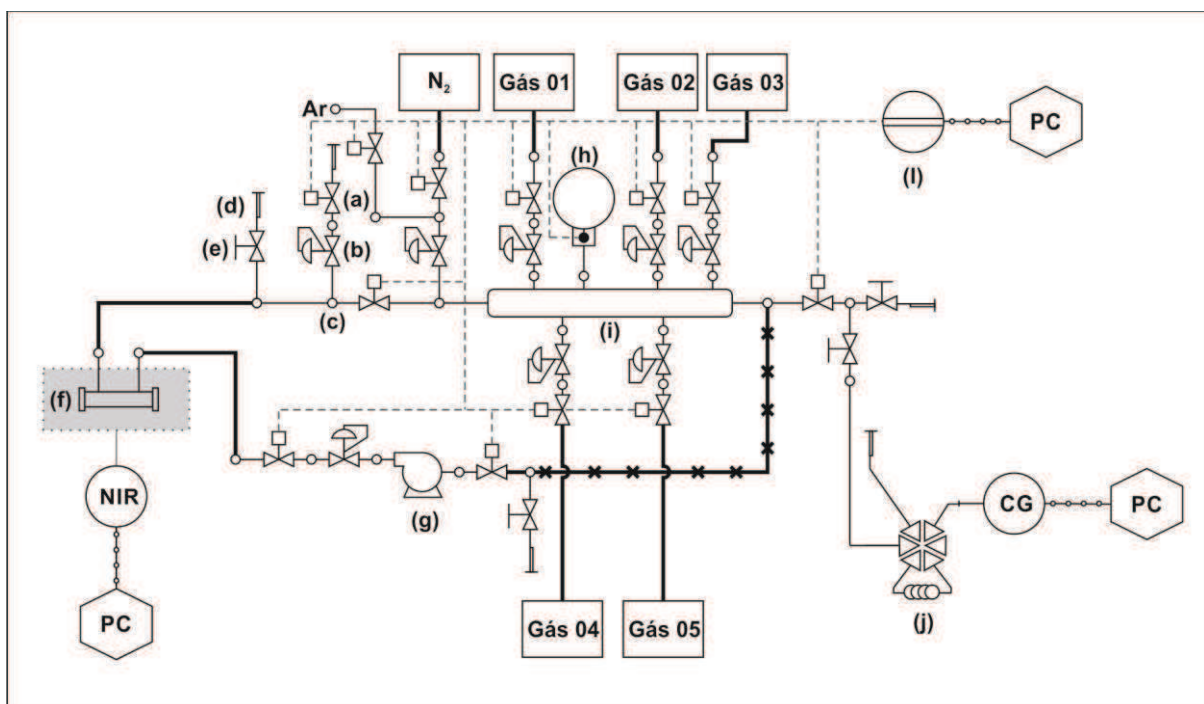 N₂
Gás 01
Gás 02
Gás 03
Ar
PC
(h)
(l)
(a)
(d)
(b)
(e)
(c)
(i)
(f)
NIR
(g)
CG
PC
PC
Gás 04
Gás 05
(j)